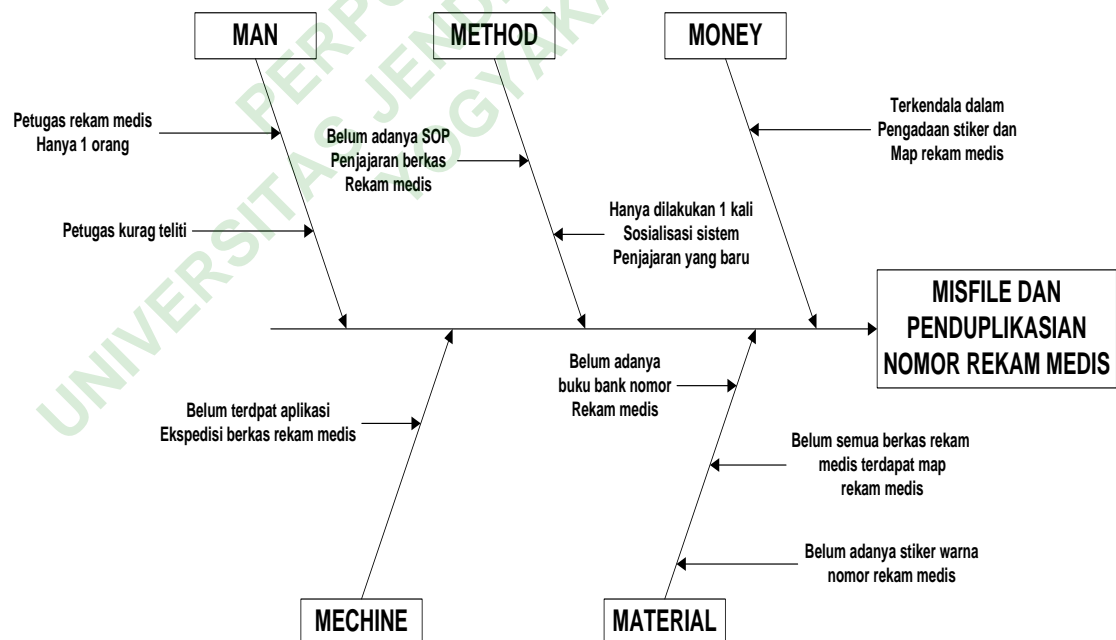 MAN
METHOD
MONEY
Petugas rekam medis
Hanya 1 orang
Petugas kurag teliti
Belum adanya SOP
Penjajaran berkas
Rekam medis
Hanya dilakukan 1 kali
Sosialisasi sistem
Penjajaran yang baru
Terkendala dalam
Pengadaan stiker dan
Map rekam medis
MISFILE DAN
PENDUPLIKASIAN
NOMOR REKAM MEDIS
Belum terdpat aplikasi
Ekspedisi berkas rekam medis
Belum adanya
buku bank nomor
Rekam medis
Belum semua berkas rekam
medis terdapat map
rekam medis
Belum adanya stiker warna
nomor rekam medis
MECHINE
MATERIAL
UNIVERSITAS JEND
YOGYAKA